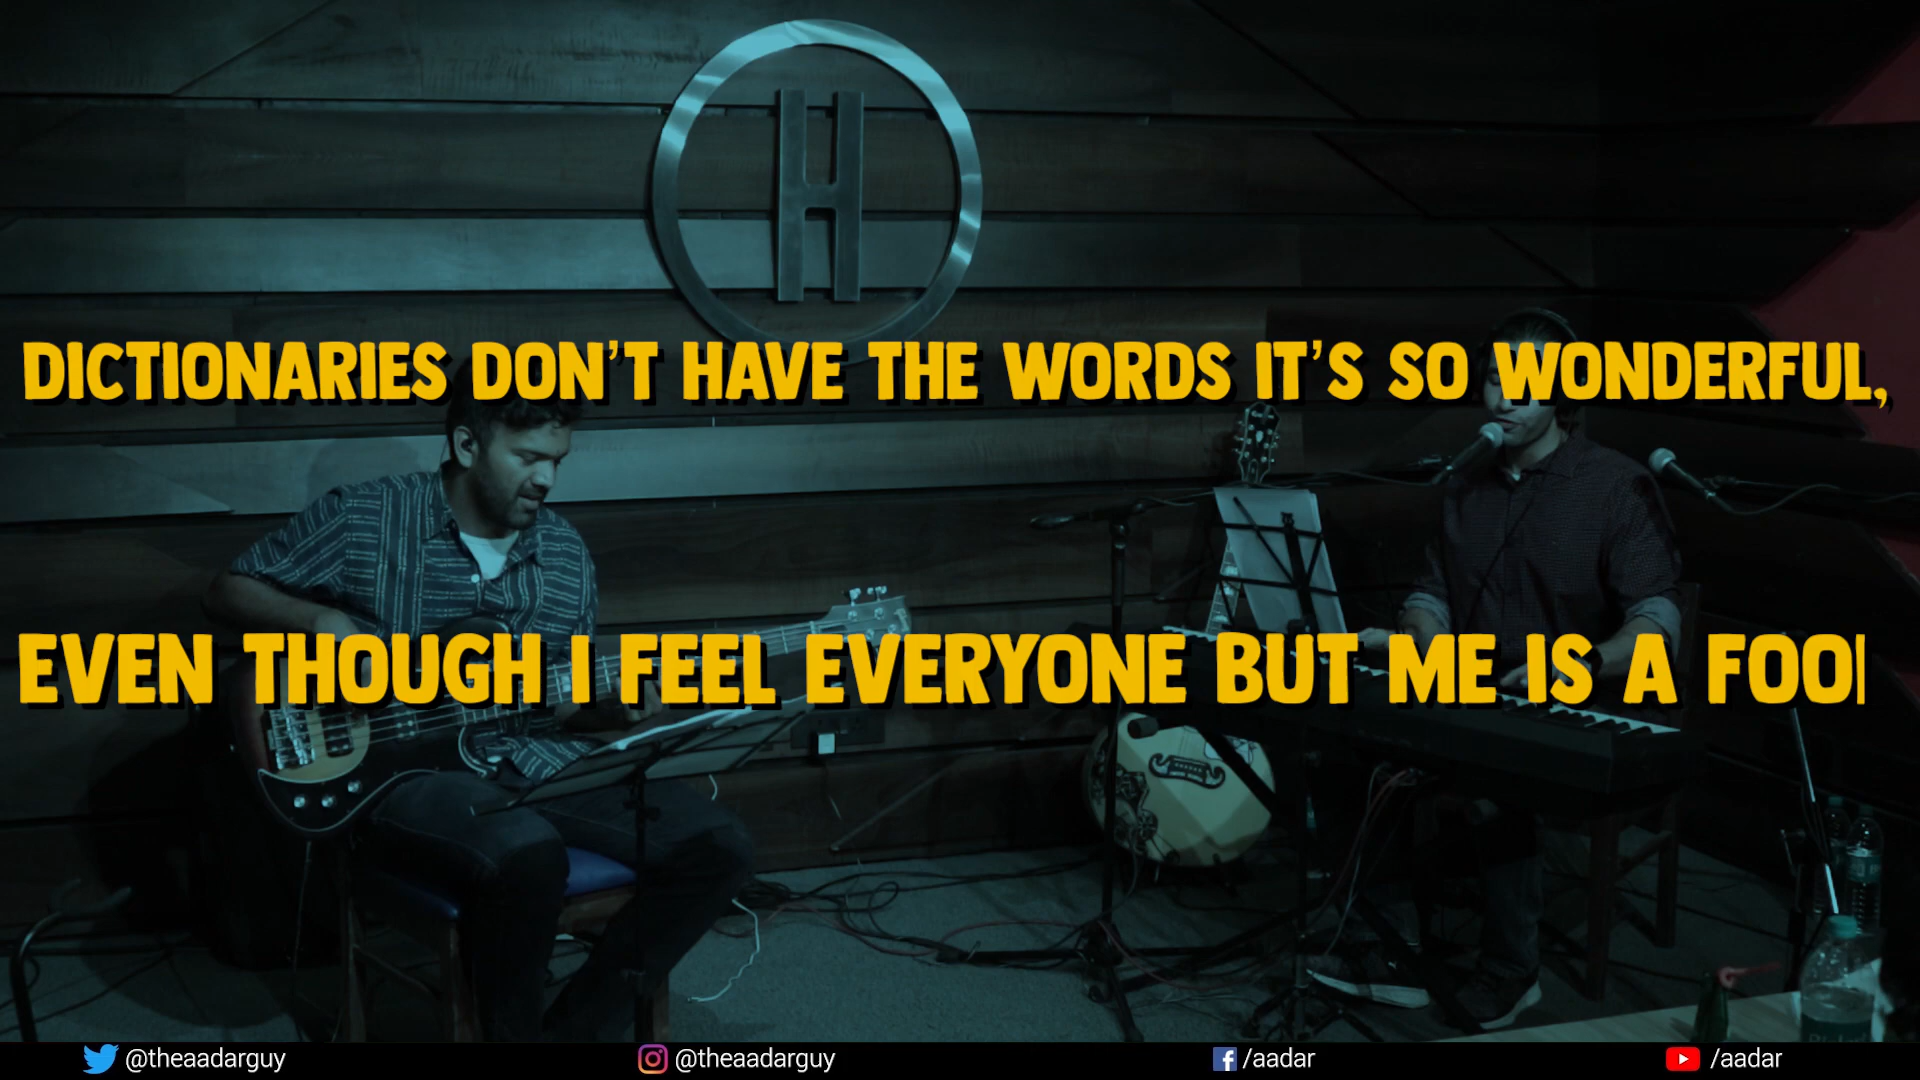 H
DICTIONARIES DON'T HAVE THE WORDS IT'S SO WONDERFUL,
EVEN THOUGH I FEEL EVERYONE BUT ME IS A FOO
@theaadarguy @theaadarguy /aadar /aadar